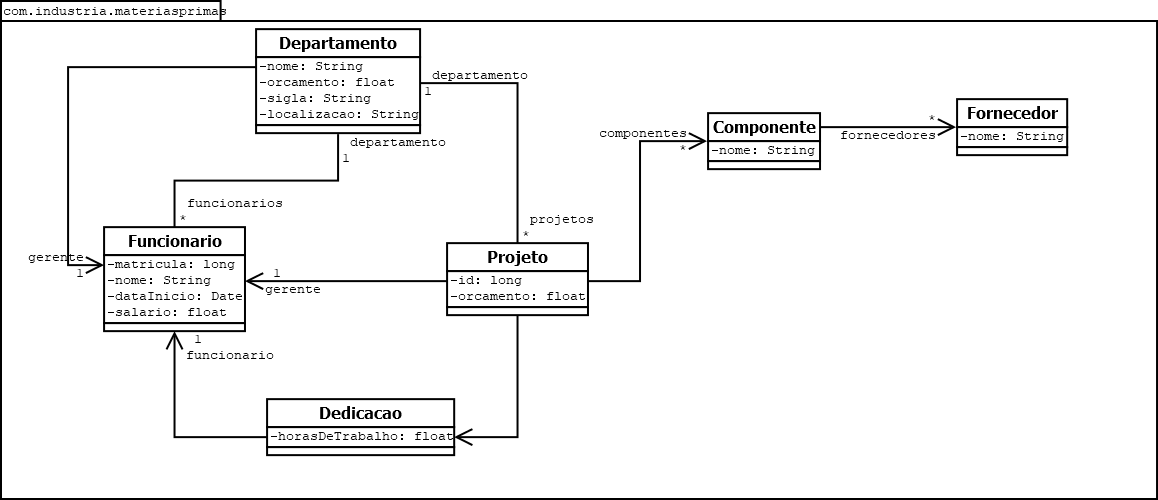 com.industria.materiasprimas
Departamento
-nome: String
-orcamento: float
-sigla: String
-localizacao: String
departamento
1
departamento
1
componentes
*
Componente
-nome: String
*
fornecedores
Fornecedor
-nome: String
funcionarios
*
projetos
*
gerente
1
Funcionario
-matricula: long
-nome: String
-dataInicio: Date
-salario: float
1
gerente
Projeto
-id: long
-orcamento: float
1
funcionario
Dedicacao
-horasDeTrabalho: float